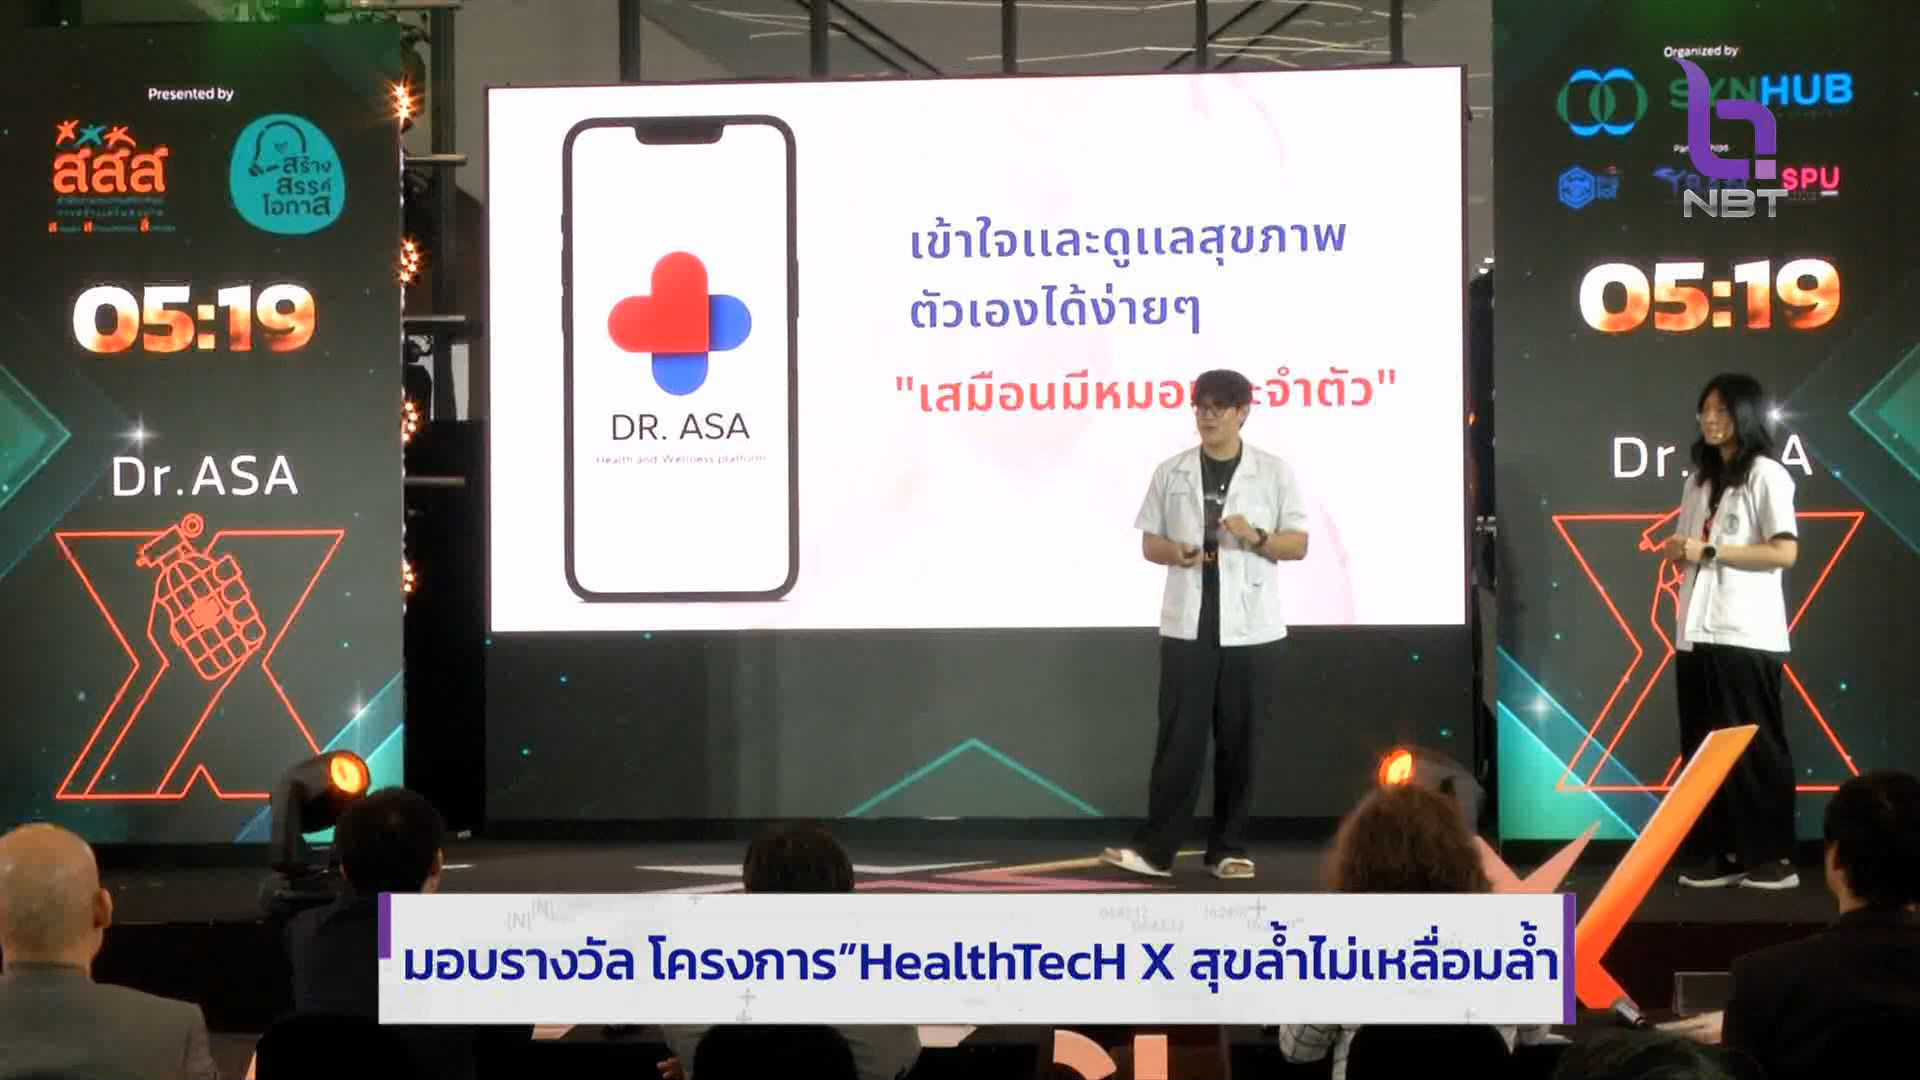 Presented by
สสส
สร้าง
สรรค์
โอกาส
05:19
Dr.ASA
DR. ASA
Health and Wellness platform
เข้าใจและดูแลสุขภาพ
ตัวเองได้ง่ายๆ
"เสมือนมีหมอ ะจำตัว"
Organized by
SYNHUB
SPU
NBT
05:19
Dr. A
มอบรางวัล โครงการ"HealthTecH X สุขล้ำไม่เหลื่อมล้ำ